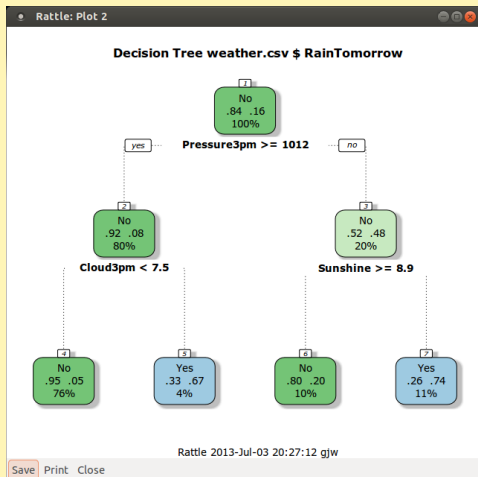 Rattle: Plot 2
Decision Tree weather.csv $ RainTomorrow
1
No
.84 .16
100%
yes Pressure3pm >= 1012 no
2 3
No No
.92 .08 .52 .48
80% 20%
Cloud3pm < 7.5 Sunshine >= 8.9
4 5 6 7
No Yes No Yes
.95 .05 .33 .67 .80 .20 .26 .74
76% 4% 10% 11%
Rattle 2013-Jul-03 20:27:12 gjw
Save Print Close